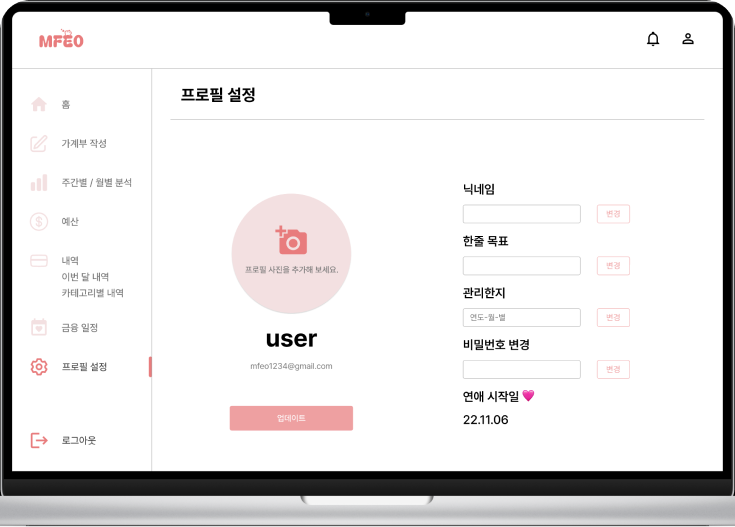 MFEO
프로필 설정
홈
가계부 작성
주간별 / 월별 분석
예산
내역
이번 달 내역
카테고리별 내역
금융 일정
프로필 설정
로그아웃
프로필 사진을 추가해 보세요.
user
mfeo1234@gmail.com
업데이트
닉네임
변경
한줄 목표
변경
관리한지
연도-월-별
변경
비밀번호 변경
변경
연애 시작일 💗
22.11.06